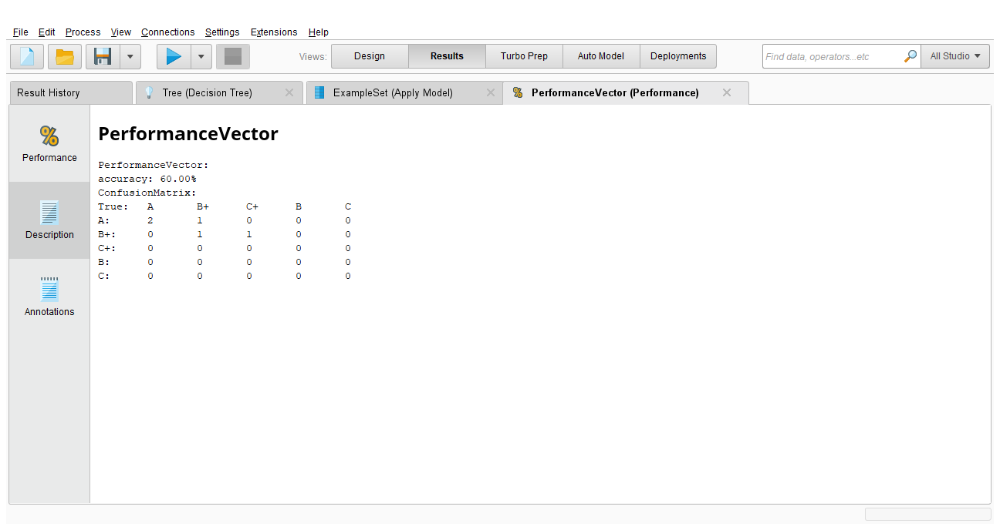 File Edit Process View Connections Settings Extensions Help
Views: Design Results Turbo Prep Auto Model Deployments Find data, operators...etc All Studio
Result History Tree (Decision Tree) ExampleSet (Apply Model) % PerformanceVector (Performance)
%
Performance
Description
Annotations
PerformanceVector
PerformanceVector:
accuracy: 60.00%
ConfusionMatrix:
True: A B+ C+ B C
A: 2 1 0 0 0
B+: 0 1 1 0 0
C+: 0 0 0 0 0
B: 0 0 0 0 0
C: 0 0 0 0 0